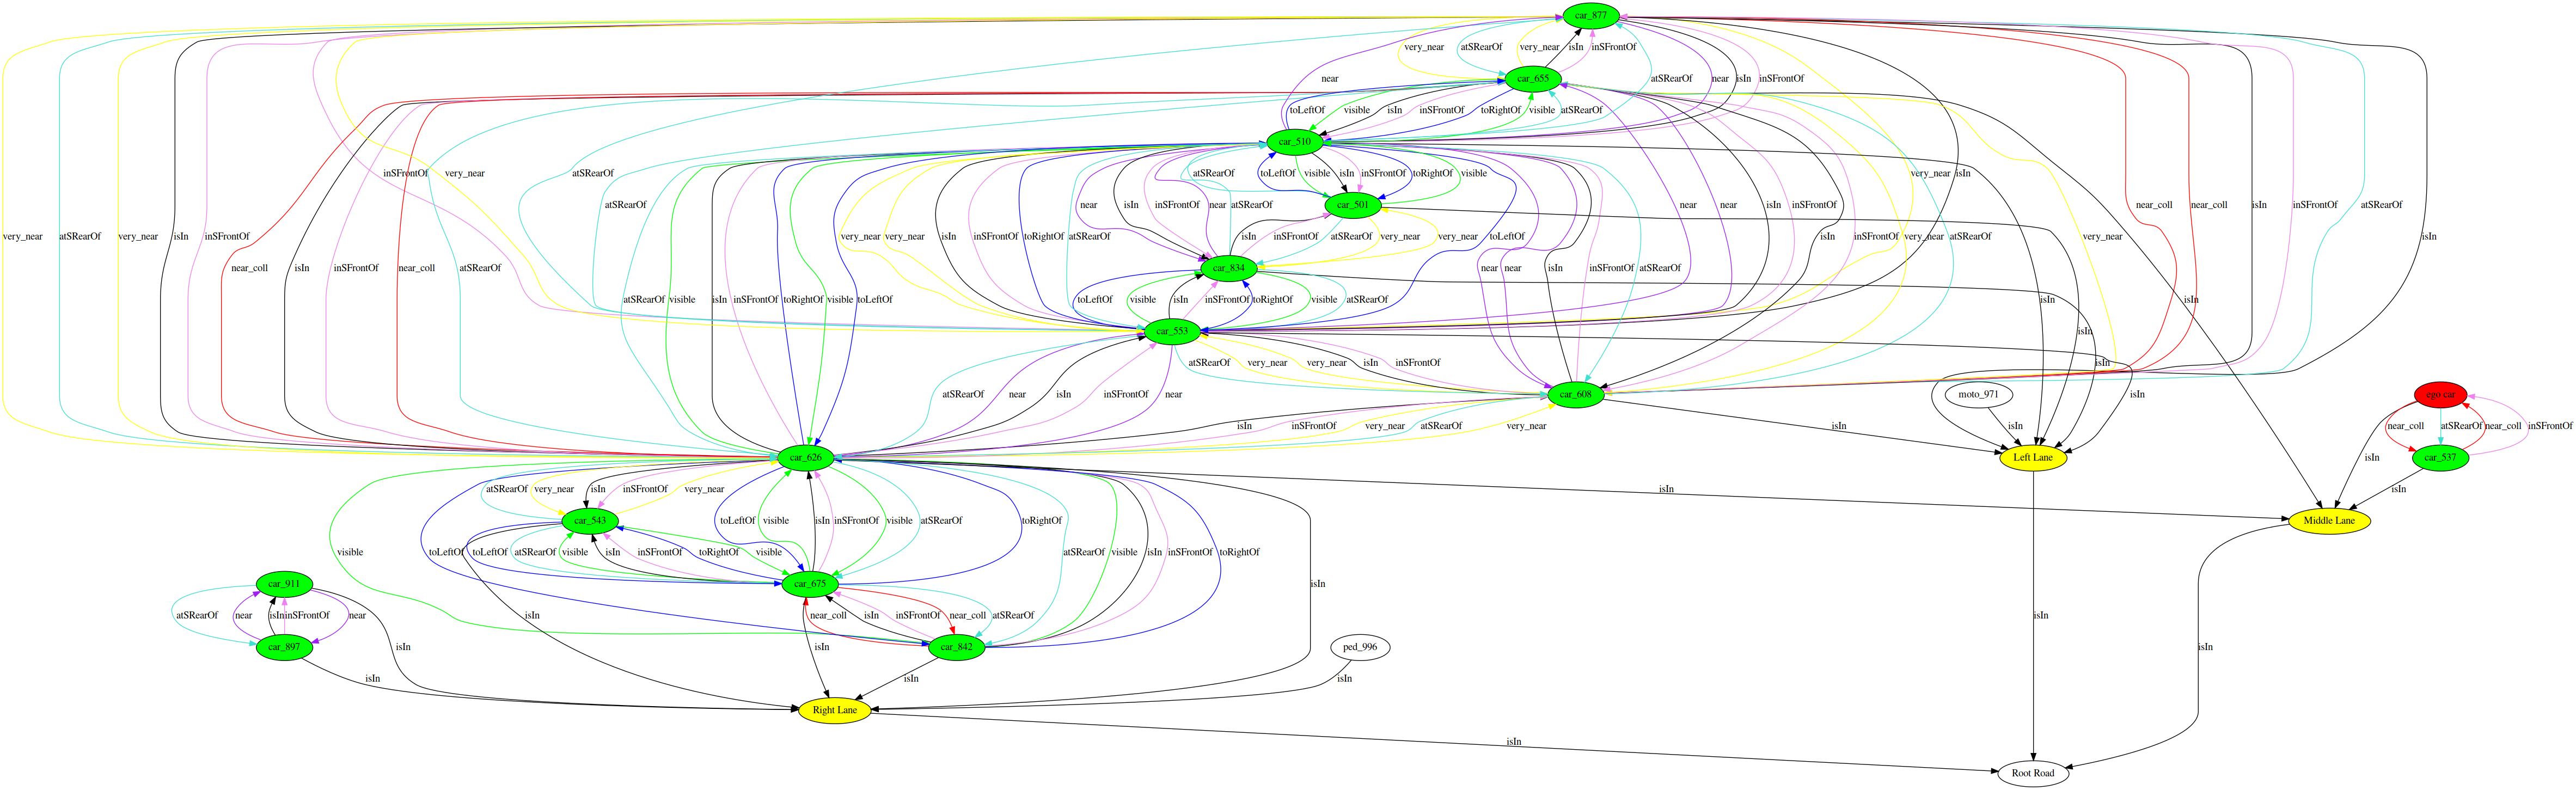 car_877
very_near atSRearOf very_near isIn inSFrontOf
car_655
near atSRearOf near isIn inSFrontOf
toLeftOf visible isIn inSFrontOf toRightOf visible atSRearOf
car_510
atSRearOf inSFrontOf very_near atSRearOf toLeftOf visible isIn inSFrontOf toRightOf visible very_near isIn
car_501
near isIn inSFrontOf near atSRearOf near near isIn inSFrontOf near_coll near_coll isIn inSFrontOf atSRearOf
very_near atSRearOf very_near isIn inSFrontOf very_near very_near isIn inSFrontOf toRightOf atSRearOf isIn inSFrontOf atSRearOf very_near very_near toLeftOf isIn inSFrontOf very_near atSRearOf very_near isIn
near_coll isIn inSFrontOf near_coll atSRearOf car_834 near near isIn inSFrontOf atSRearOf
atSRearOf visible isIn inSFrontOf toRightOf visible toLeftOf toLeftOf visible isIn inSFrontOf toRightOf visible atSRearOf isIn isIn
car_553 isIn
atSRearOf atSRearOf very_near very_near isIn inSFrontOf isIn
near isIn inSFrontOf near car_608 moto_971 isIn ego car
isIn inSFrontOf very_near atSRearOf very_near isIn isIn near_coll atSRearOf near_coll inSFrontOf
car_626 Left Lane isIn car_537
atSRearOf very_near isIn inSFrontOf very_near isIn isIn
car_543 toLeftOf visible isIn inSFrontOf visible atSRearOf toRightOf Middle Lane
visible toLeftOf toLeftOf atSRearOf visible isIn inSFrontOf toRightOf visible atSRearOf visible isIn inSFrontOf toRightOf
car_911 car_675 isIn
atSRearOf near isIn inSFrontOf near isIn near_coll isIn inSFrontOf near_coll atSRearOf isIn
car_897 isIn isIn car_842 ped_996 isIn
isIn isIn isIn
Right Lane
isIn
Root Road